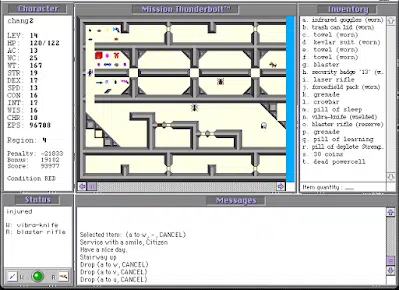 Character
chang2
LEV: 14
HP: 120/122
AC: 13
WC: 25
WT: 167
STR: 19
DEX: 17
SPD: 13
CON: 16
INT: 17
WIS: 16
CHR: 10
EPS: 96708
Region: 4
Penalty: -21833
Bonus: 19102
Score: 93977
Condition RED
Mission Thunderbolt™
Inventory
a. infrared goggles (worn)
b. trash can lid (worn)
c. towel (worn)
d. kevlar suit (worn)
e. towel (worn)
f. towel (worn)
g. blaster
h. security badge '13' (w.
i. laser rifle
j. forcefield pack (worn)
k. grenade
l. crowbar
m. pill of sleep
n. vibra-knife (wielded)
o. blaster rifle (reserve)
p. grenade
q. pill of learning
r. pill of deplete Streng.
s. 30 coins
t. dead powercell
Item quantity: ___
Status
injured
W: vibra-knife
R: blaster rifle
W
R
Messages
Selected item: (a to w, -, CANCEL)
Service with a smile, Citizen
Have a nice day.
Stairway up
Drop (a to w, CANCEL)
Drop (a to v, CANCEL)
Drop (a to u, CANCEL)